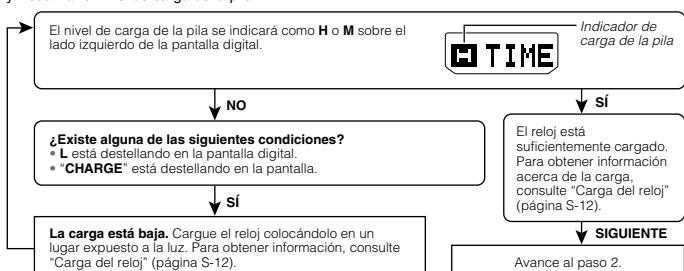 El nivel de carga de la pila se indicará como H o M sobre el
lado izquierdo de la pantalla digital.
Indicador de
carga de la pila
H TIME
NO
SÍ
¿Existe alguna de las siguientes condiciones?
• L está destellando en la pantalla digital.
• "CHARGE" está destellando en la pantalla.
El reloj está
suficientemente cargado.
Para obtener información
acerca de la carga,
consulte "Carga del reloj"
(página S-12).
SÍ
La carga está baja. Cargue el reloj colocándolo en un
lugar expuesto a la luz. Para obtener información, consulte
"Carga del reloj" (página S-12).
SIGUIENTE
Avance al paso 2.